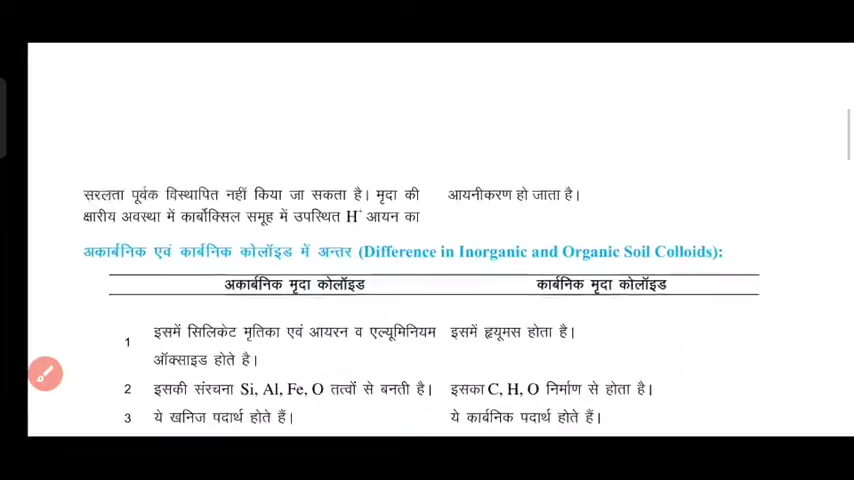 सरलता पूर्वक विस्थापित नहीं किया जा सकता है। मृदा की
क्षारीय अवस्था में कार्बोक्सिल समूह में उपस्थित H⁺ आयन का
आयनीकरण हो जाता है।
अकार्बनिक एवं कार्बनिक कोलॉइड में अन्तर (Difference in Inorganic and Organic Soil Colloids):
अकार्बनिक मृदा कोलॉइड कार्बनिक मृदा कोलॉइड
1 इसमें सिलिकेट मृतिका एवं आयरन व एल्यूमिनियम इसमें ह्यूमस होता है।
ऑक्साइड होते है।
2 इसकी संरचना Si, Al, Fe, O तत्वों से बनती है। इसका C, H, O निर्माण से होता है।
3 ये खनिज पदार्थ होते हैं। ये कार्बनिक पदार्थ होते हैं।